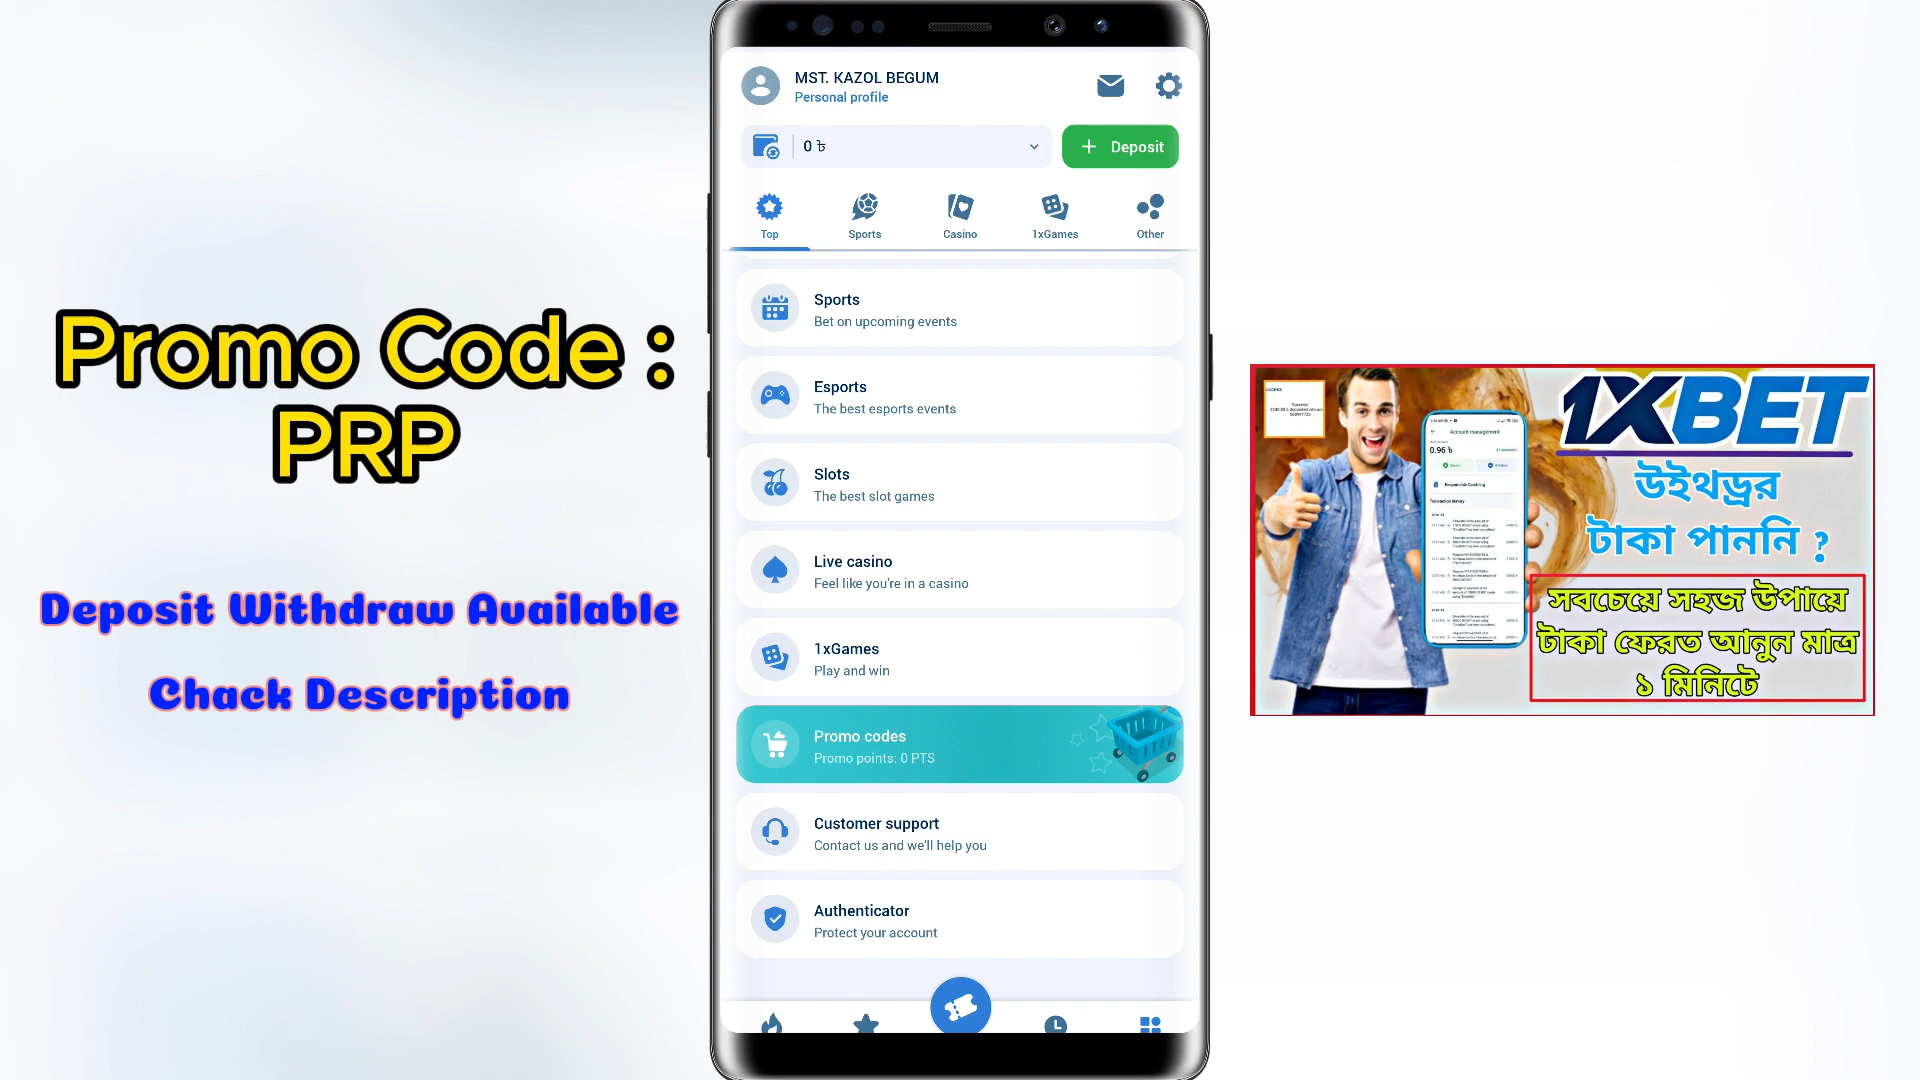 Promo Code :
PRP
Deposit Withdraw Available
Chack Description
MST. KAZOL BEGUM
Personal profile
0 ৳
+ Deposit
Top
Sports
Casino
1xGames
Other
Sports
Bet on upcoming events
Esports
The best esports events
Slots
The best slot games
Live casino
Feel like you're in a casino
1xGames
Play and win
Promo codes
Promo points: 0 PTS
Customer support
Contact us and we'll help you
Authenticator
Protect your account
1XBET
উইথড্রর
টাকা পাননি ?
সবচেয়ে সহজ উপায়ে
টাকা ফেরত আনুন মাত্র
১ মিনিটে
Account management
0.96 ৳
Responsible Gambling
Transaction history